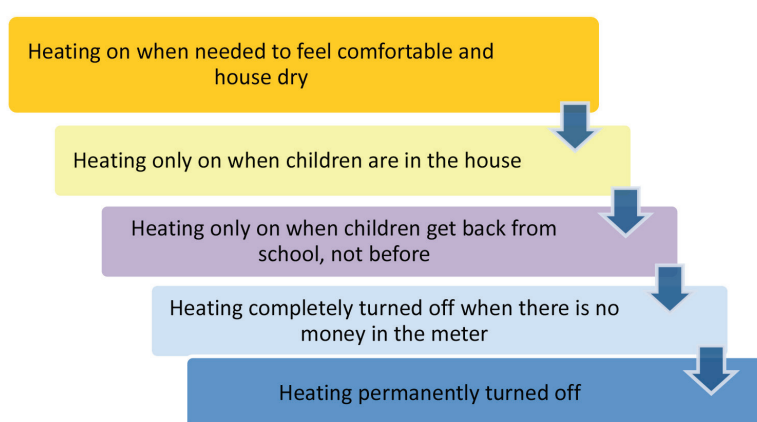 Heating on when needed to feel comfortable and
house dry
Heating only on when children are in the house
Heating only on when children get back from
school, not before
Heating completely turned off when there is no
money in the meter
Heating permanently turned off